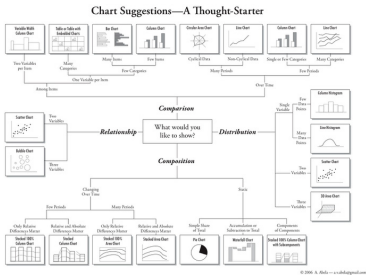 Chart Suggestions—A Thought-Starter
Variable Width
Column Chart
Table or Table with
Embedded Charts
Bar Chart
Column Chart
Circular Area Chart
Line Chart
Column Chart
Line Chart
Two Variables
per Item
Many
Categories
Many Items
Few Items
Few Categories
Cyclical Data
Non-Cyclical Data
Single or Few Categories
Many Categories
One Variable per Item
Many Periods
Few Periods
Among Items
Over Time
Comparison
Relationship
What would you
like to show?
Distribution
Composition
Scatter Chart
Two
Variables
Bubble Chart
Three
Variables
Single
Variable
Few
Data
Points
Column Histogram
Many
Data
Points
Line Histogram
Two
Variables
Scatter Chart
Three
Variables
3D Area Chart
Changing
Over Time
Static
Few Periods
Many Periods
Only Relative
Differences Matter
Relative and Absolute
Differences Matter
Only Relative
Differences Matter
Relative and Absolute
Differences Matter
Simple Share
of Total
Accumulation or
Subtraction to Total
Components of
Components
Stacked 100%
Column Chart
Stacked
Column Chart
Stacked 100%
Area Chart
Stacked Area Chart
Pie Chart
Waterfall Chart
Stacked 100% Column Chart
with Subcomponents
© 2006 A. Abela — a.v.abela@gmail.com